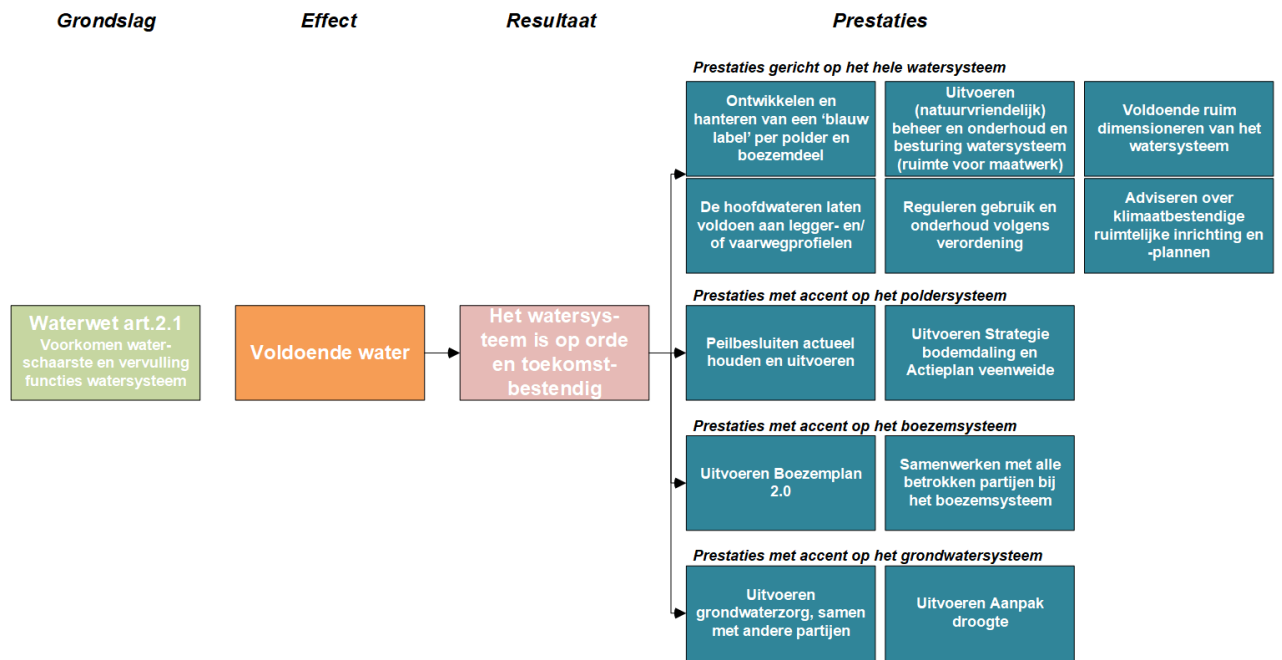 Grondslag
Effect
Resultaat
Prestaties
Prestaties gericht op het hele watersysteem
Ontwikkelen en
hanteren van een ‘blauw
label’ per polder en
boezemdeel
Uitvoeren
(natuurvriendelijk)
beheer en onderhoud en
besturing watersysteem
(ruimte voor maatwerk)
Voldoende ruim
dimensioneren van het
watersysteem
De hoofdwateren laten
voldoen aan legger- en/
of vaarwegprofielen
Reguleren gebruik en
onderhoud volgens
verordening
Adviseren over
klimaatbestendige
ruimtelijke inrichting en
-plannen
Waterwet art.2.1
Voorkomen water-
schaarste en vervulling
functies watersysteem
Voldoende water
Het watersys-
teem is op orde
en toekomst-
bestendig
Prestaties met accent op het poldersysteem
Peilbesluiten actueel
houden en uitvoeren
Uitvoeren Strategie
bodemdaling en
Actieplan veenweide
Prestaties met accent op het boezemsysteem
Uitvoeren Boezemplan
2.0
Samenwerken met alle
betrokken partijen bij
het boezemsysteem
Prestaties met accent op het grondwatersysteem
Uitvoeren
grondwaterzorg, samen
met andere partijen
Uitvoeren Aanpak
droogte